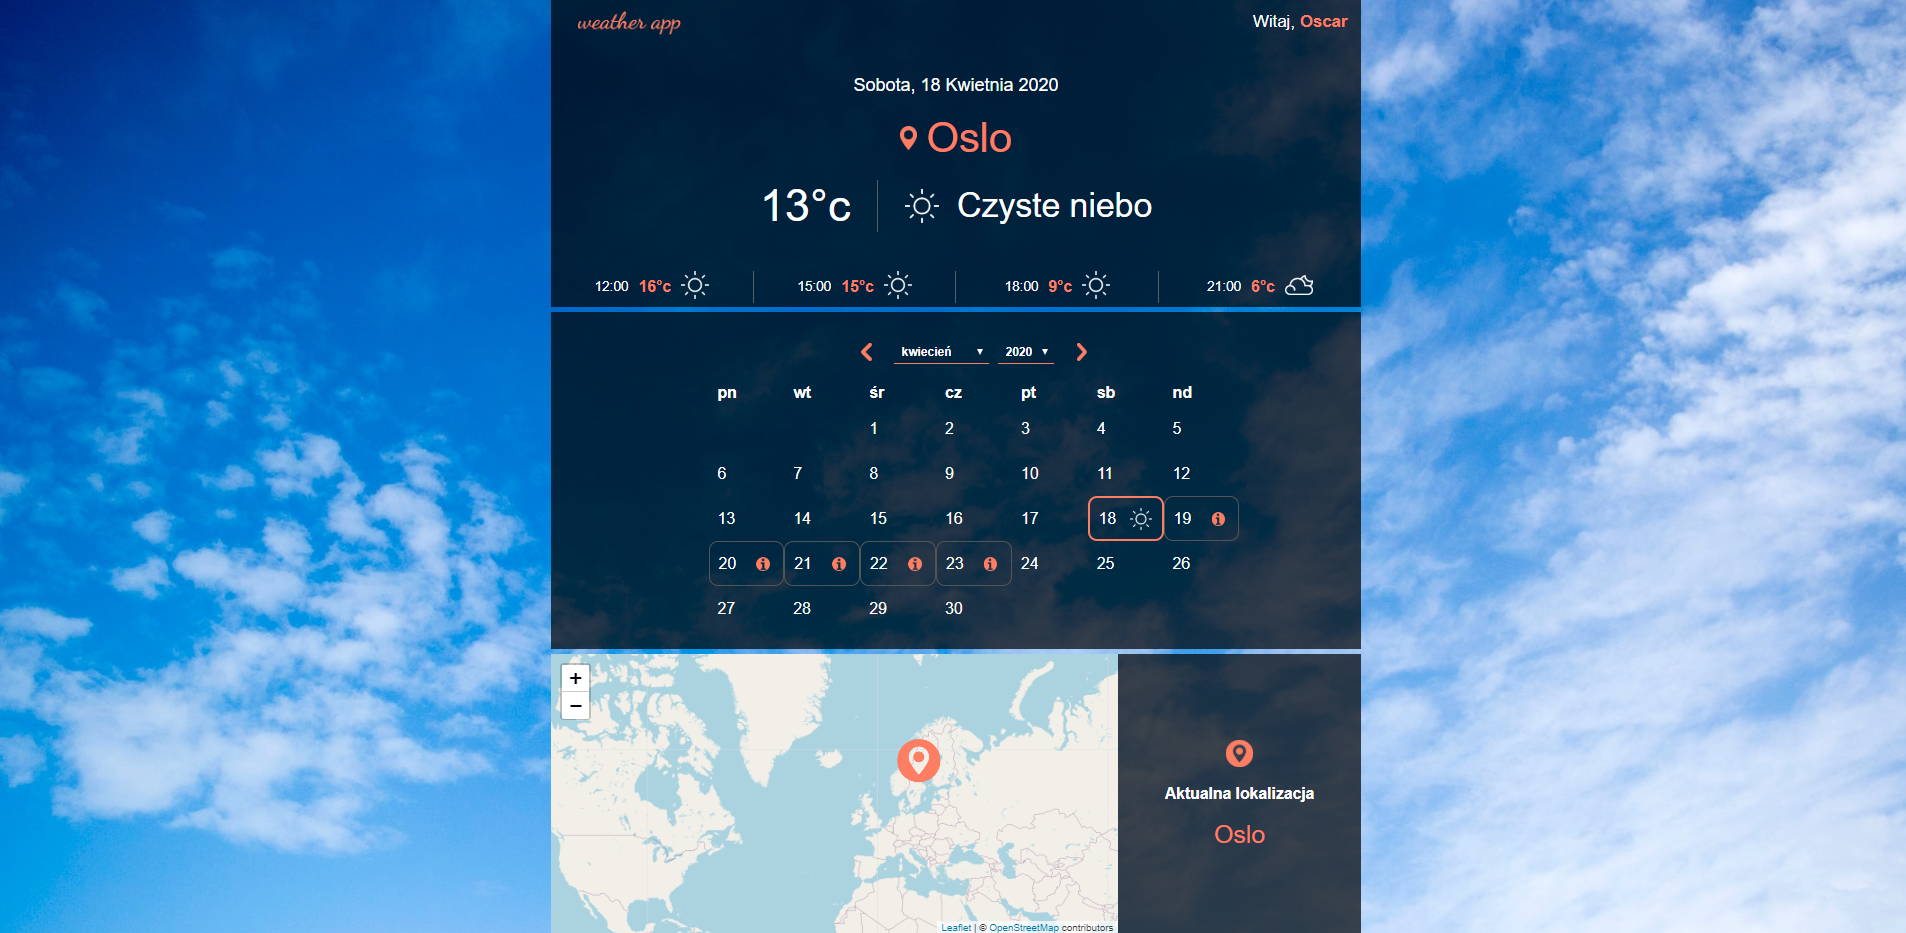 weather app
Witaj, Oscar
Sobota, 18 Kwietnia 2020
Oslo
13°c Czyste niebo
12:00 16°c 15:00 15°c 18:00 9°c 21:00 6°c
kwiecień 2020
pn wt śr cz pt sb nd
1 2 3 4 5
6 7 8 9 10 11 12
13 14 15 16 17 18 19
20 21 22 23 24 25 26
27 28 29 30
+
−
Aktualna lokalizacja
Oslo
Leaflet | © OpenStreetMap contributors